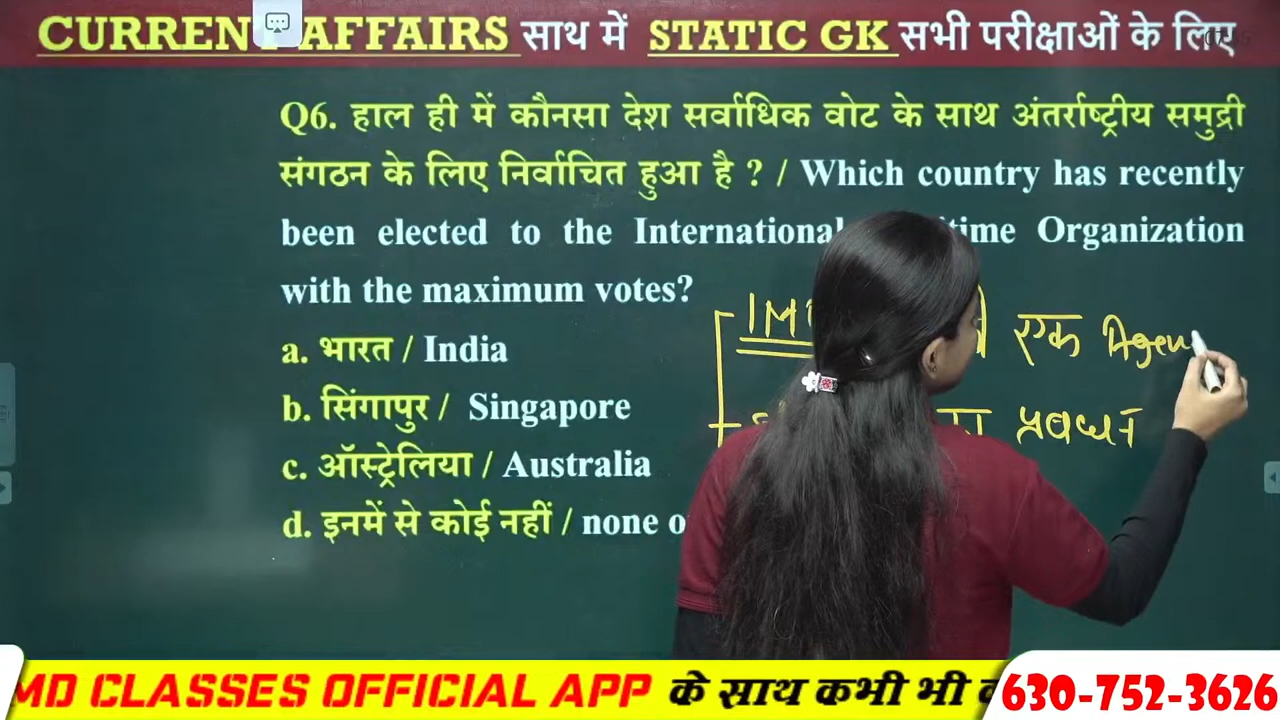 CURREN AFFAIRS साथ में STATIC GK सभी परीक्षाओं के लिए
Q6. हाल ही में कौनसा देश सर्वाधिक वोट के साथ अंतर्राष्ट्रीय समुद्री
संगठन के लिए निर्वाचित हुआ है ? / Which country has recently
been elected to the International time Organization
with the maximum votes?
IM एक Agen
a. भारत / India
b. सिंगापुर / Singapore
प्रबन्धन
c. ऑस्ट्रेलिया / Australia
d. इनमें से कोई नहीं / none o
MD CLASSES OFFICIAL APP के साथ कभी भी 630-752-3626